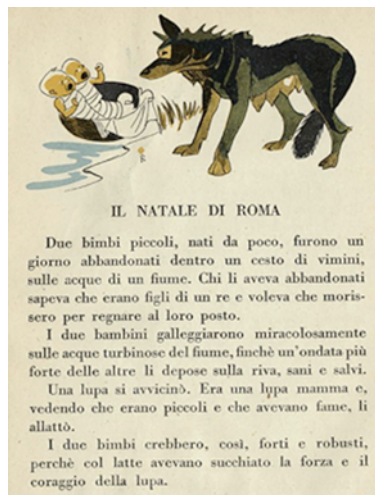 IL NATALE DI ROMA
Due bimbi piccoli, nati da poco, furono un
giorno abbandonati dentro un cesto di vimini,
sulle acque di un fiume. Chi li aveva abbandonati
sapeva che erano figli di un re e voleva che moris-
sero per regnare al loro posto.
I due bambini galleggiarono miracolosamente
sulle acque turbinose del fiume, finchè un'ondata più
forte delle altre li depose sulla riva, sani e salvi.
Una lupa si avvicinò. Era una lupa mamma e,
vedendo che erano piccoli e che avevano fame, li
allattò.
I due bimbi crebbero, così, forti e robusti,
perchè col latte avevano succhiato la forza e il
coraggio della lupa.